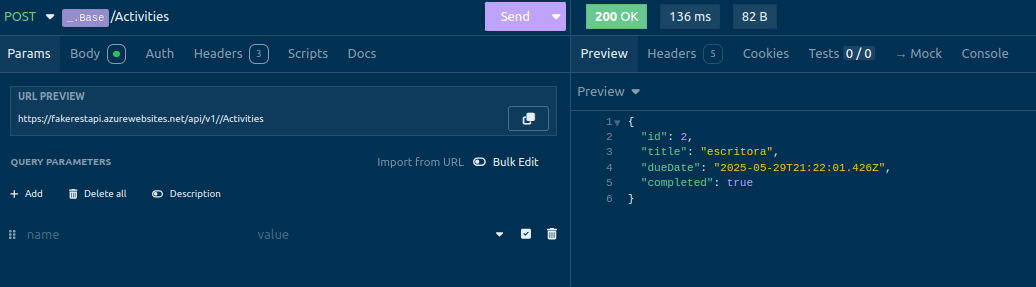 POST _.Base /Activities Send
Params Body Auth Headers 3 Scripts Docs
URL PREVIEW
https://fakerestapi.azurewebsites.net/api/v1//Activities
QUERY PARAMETERS Import from URL Bulk Edit
+ Add Delete all Description
name value
200 OK 136 ms 82 B
Preview Headers 5 Cookies Tests 0 / 0 → Mock Console
Preview
1 {
2 "id": 2,
3 "title": "escritora",
4 "dueDate": "2025-05-29T21:22:01.426Z",
5 "completed": true
6 }